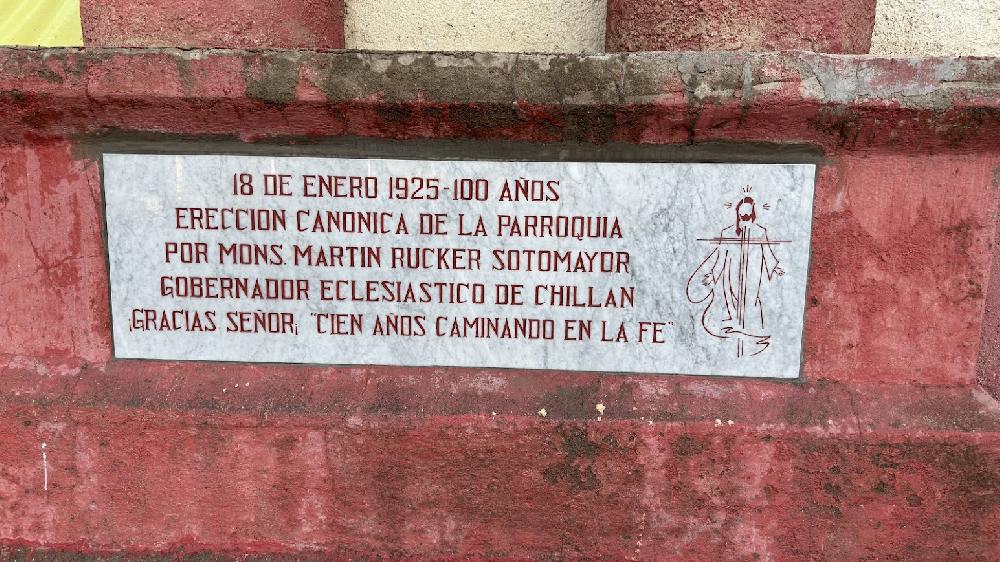 18 DE ENERO 1925-100 AÑOS
ERECCION CANONICA DE LA PARROQUIA
POR MONS. MARTIN RUCKER SOTOMAYOR
GOBERNADOR ECLESIASTICO DE CHILLAN
¡GRACIAS SEÑOR¡ "CIEN AÑOS CAMINANDO EN LA FE"